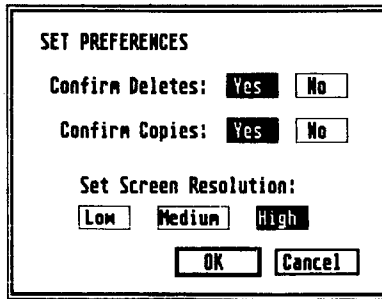 SET PREFERENCES
Confirm Deletes: Yes No
Confirm Copies: Yes No
Set Screen Resolution:
Low Medium High
OK Cancel